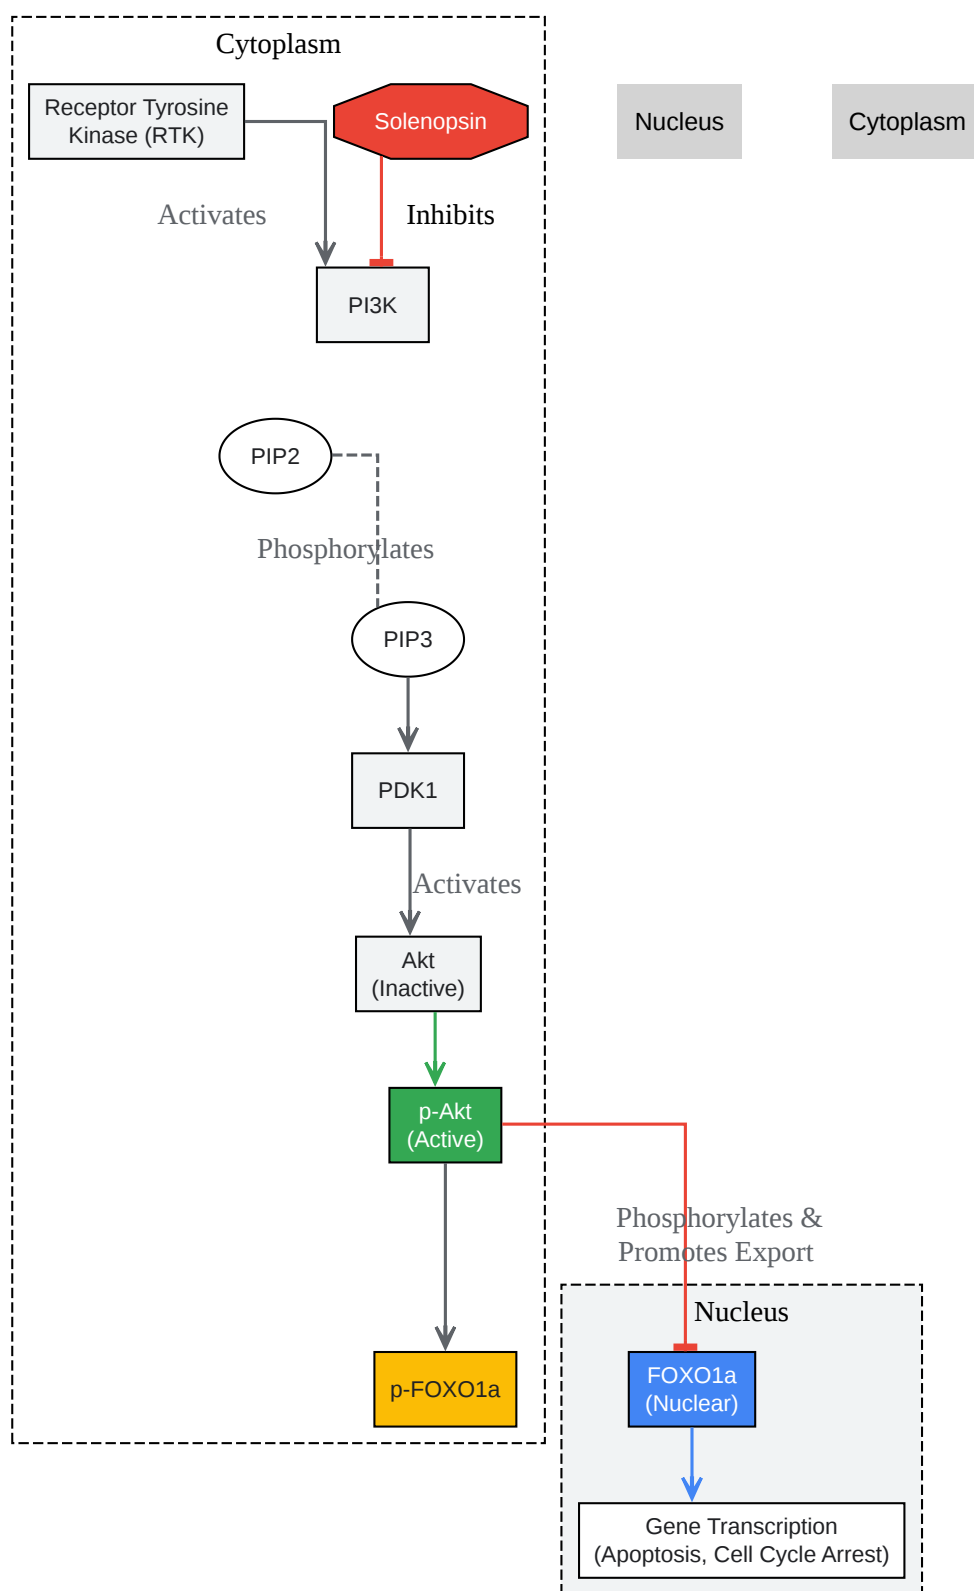 Cytoplasm
Receptor Tyrosine
Kinase (RTK)
Solenopsin
Nucleus
Cytoplasm
Activates
Inhibits
PI3K
PIP2
Phosphorylates
PIP3
PDK1
Activates
Akt
(Inactive)
p-Akt
(Active)
Phosphorylates &
Promotes Export
Nucleus
p-FOXO1a
FOXO1a
(Nuclear)
Gene Transcription
(Apoptosis, Cell Cycle Arrest)